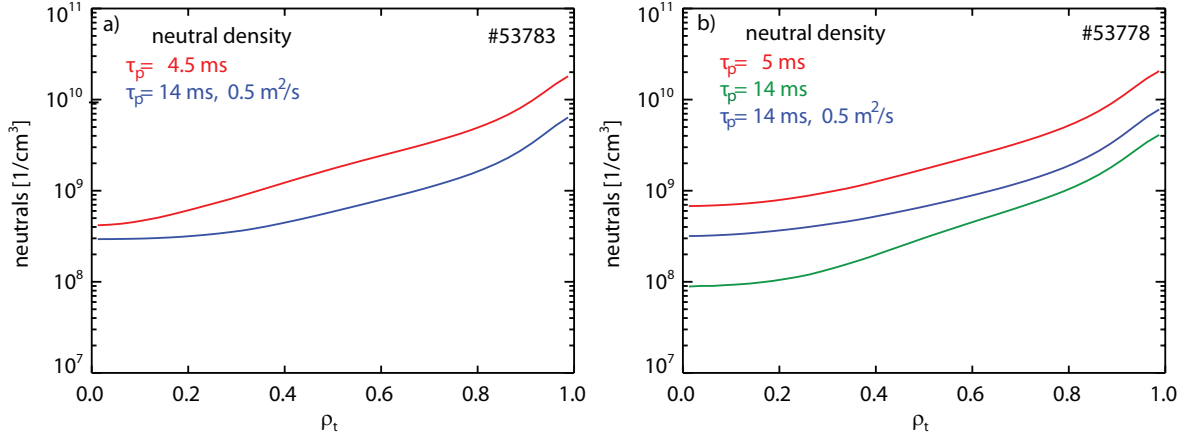 a)
neutral density
#53783
τp= 4.5 ms
τp= 14 ms, 0.5 m²/s
neutrals [1/cm³]
10¹¹
10¹⁰
10⁹
10⁸
10⁷
0.0 0.2 0.4 0.6 0.8 1.0
ρt
b)
neutral density
#53778
τp= 5 ms
τp= 14 ms
τp= 14 ms, 0.5 m²/s
neutrals [1/cm³]
10¹¹
10¹⁰
10⁹
10⁸
10⁷
0.0 0.2 0.4 0.6 0.8 1.0
ρt